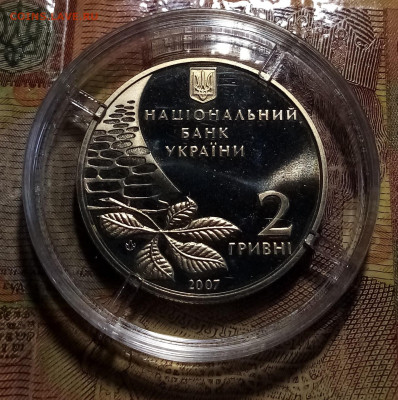 НАЦІОНАЛЬНИЙ
БАНК
УКРАЇНИ
2
ГРИВНІ
2007